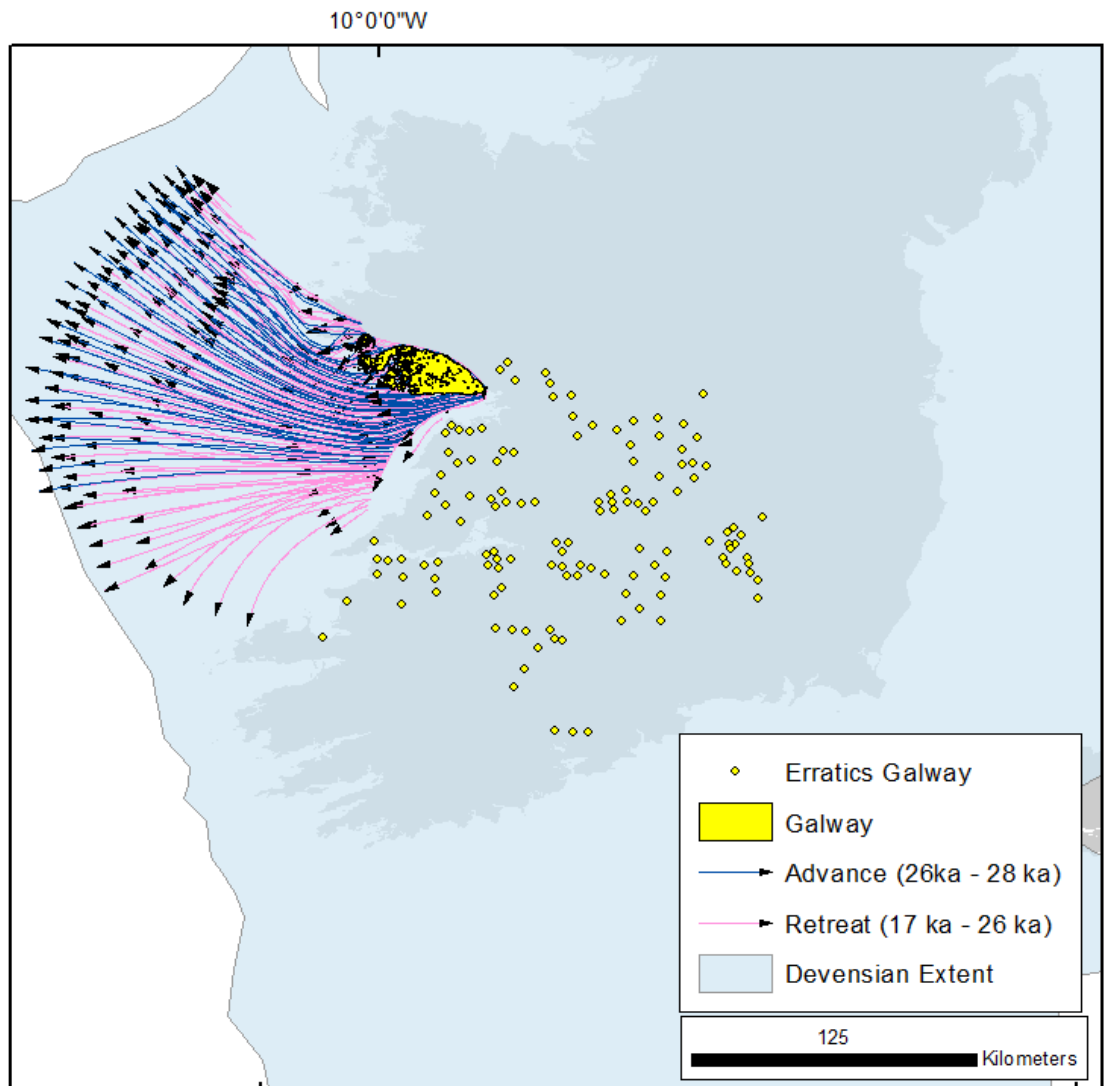 10°0'0"W
Erratics Galway
Galway
Advance (26ka - 28 ka)
Retreat (17 ka - 26 ka)
Devensian Extent
125
Kilometers